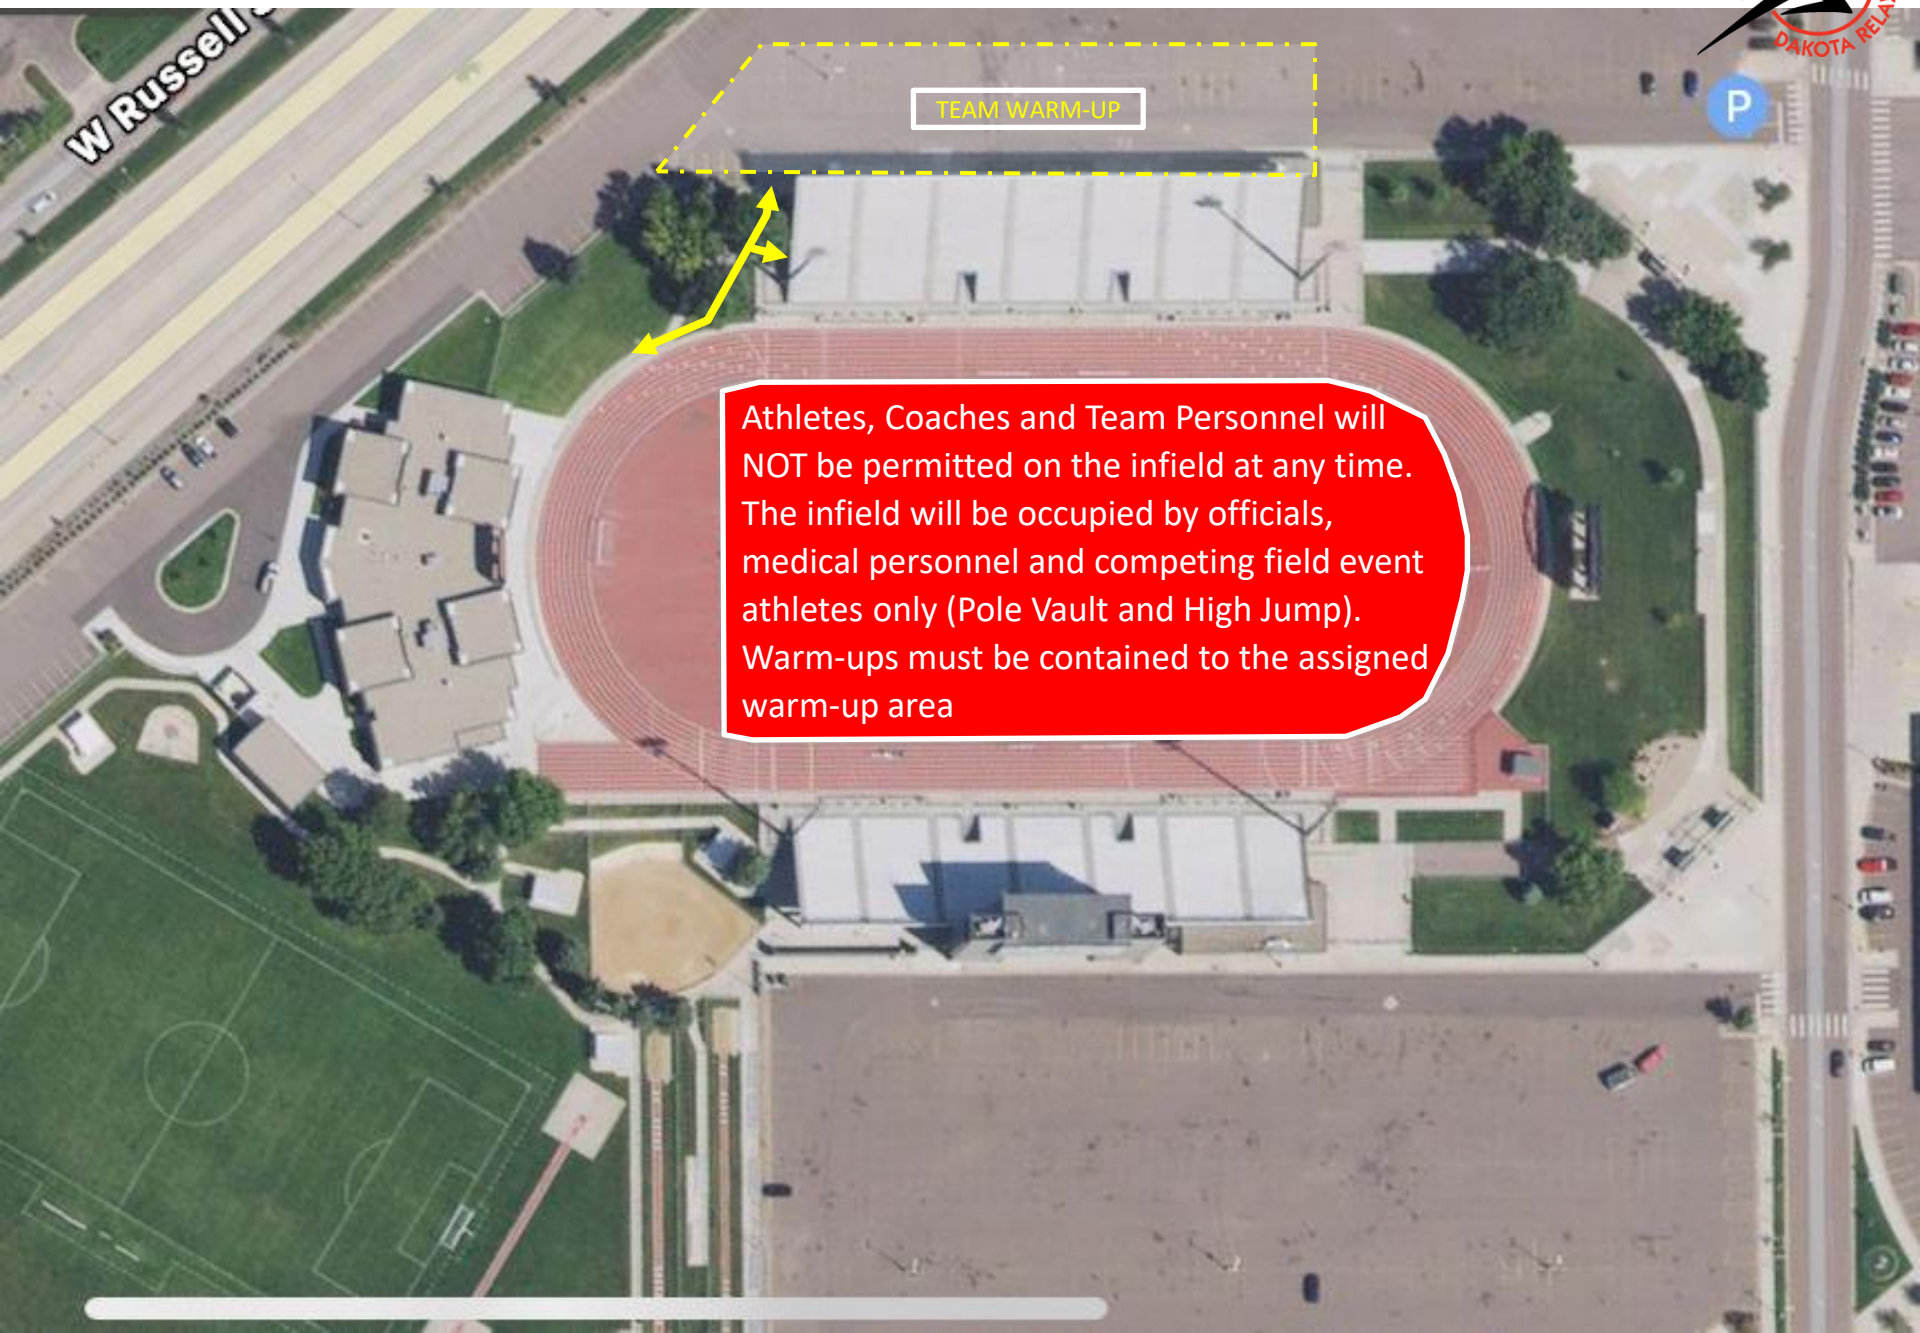 W Russell
DAKOTA RELA
TEAM WARM-UP
P
Athletes, Coaches and Team Personnel will
NOT be permitted on the infield at any time.
The infield will be occupied by officials,
medical personnel and competing field event
athletes only (Pole Vault and High Jump).
Warm-ups must be contained to the assigned
warm-up area